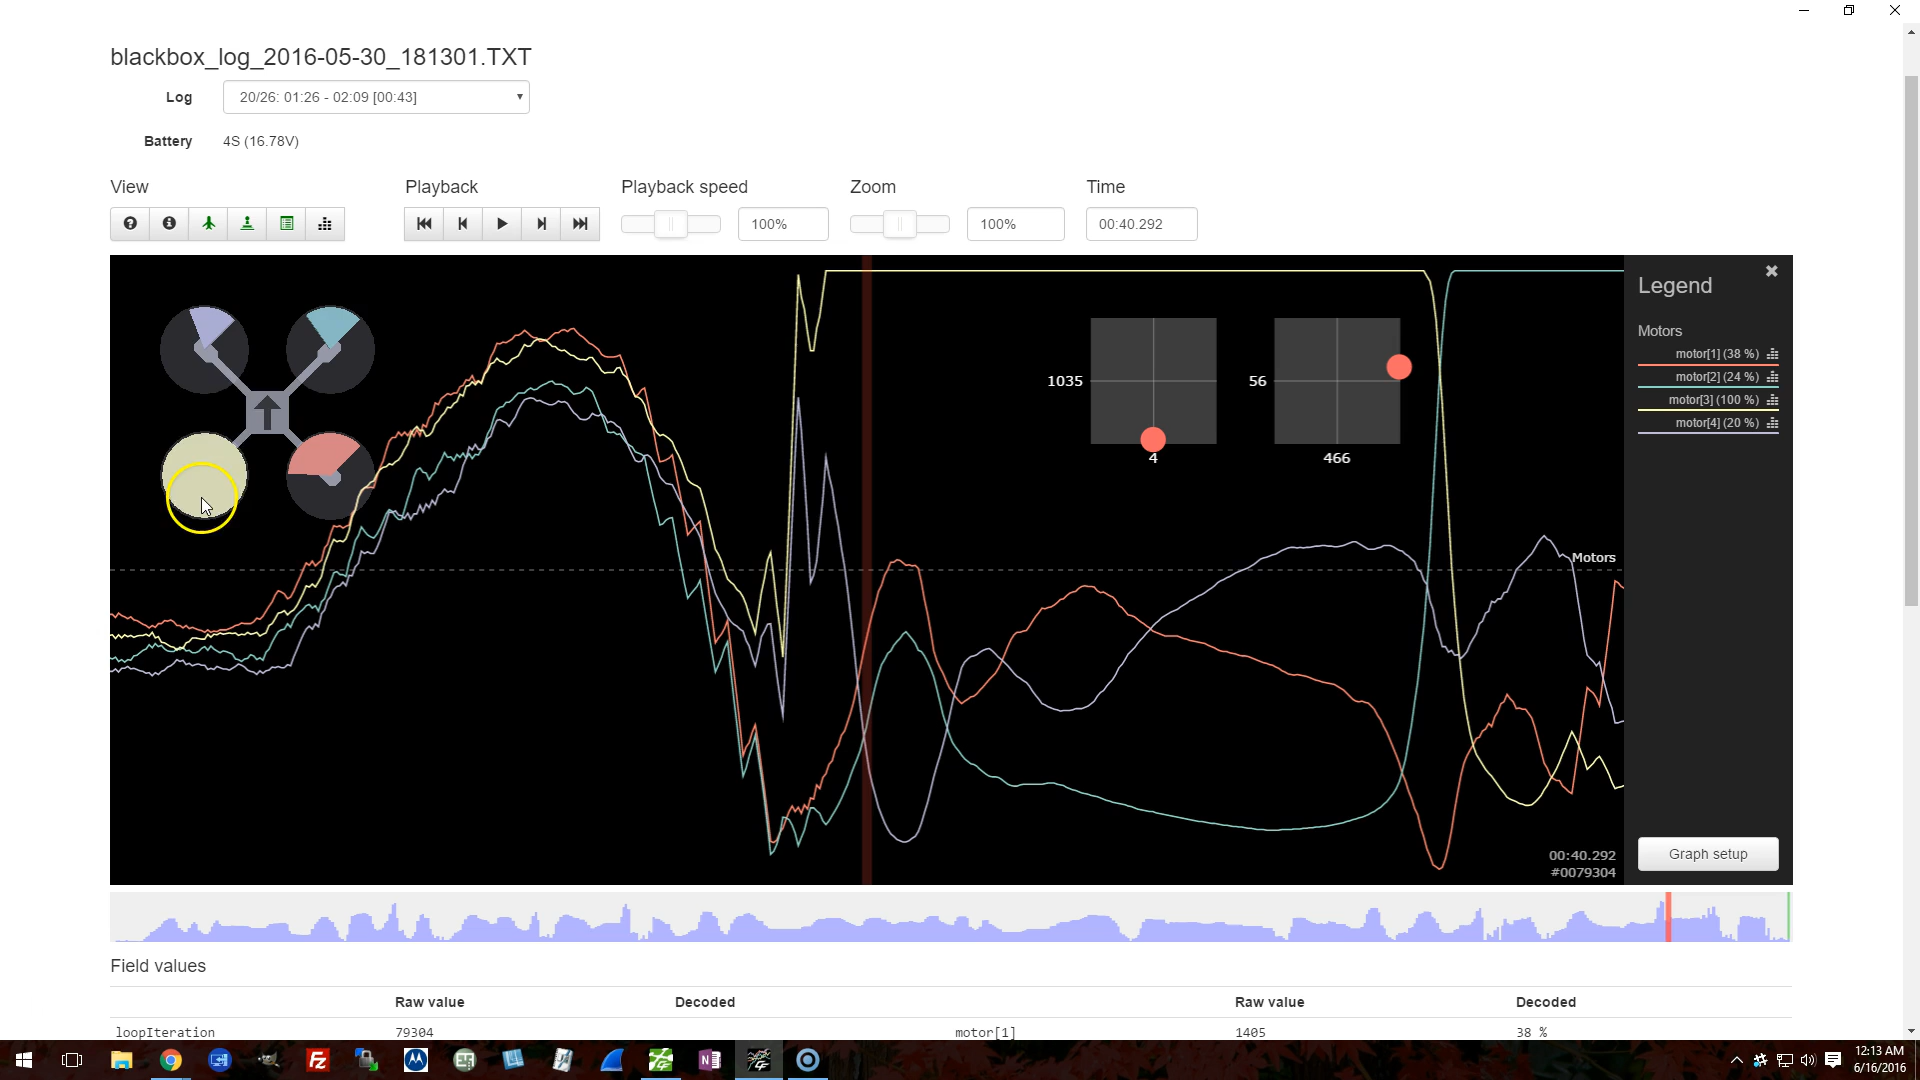 blackbox_log_2016-05-30_181301.TXT
Log 20/26: 01:26 - 02:09 [00:43]
Battery 4S (16.78V)
View Playback Playback speed Zoom Time
100% 100% 00:40.292
Legend
Motors
motor[1] (38 %)
motor[2] (24 %)
motor[3] (100 %)
motor[4] (20 %)
1035 56
4 466
Motors
Graph setup
00:40.292
#0079304
Field values
Raw value Decoded Raw value Decoded
loopIteration 79304 motor[1] 1405 38 %
12:13 AM
6/16/2016